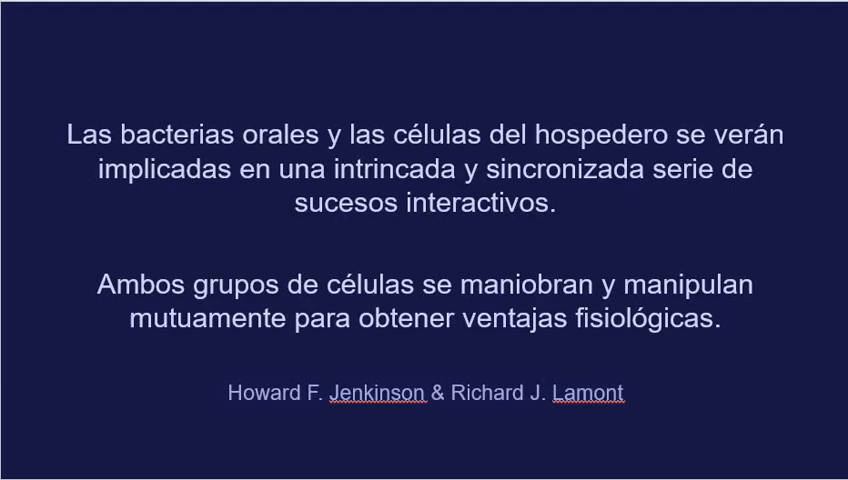 Las bacterias orales y las células del hospedero se verán
implicadas en una intrincada y sincronizada serie de
sucesos interactivos.
Ambos grupos de células se maniobran y manipulan
mutuamente para obtener ventajas fisiológicas.
Howard F. Jenkinson & Richard J. Lamont